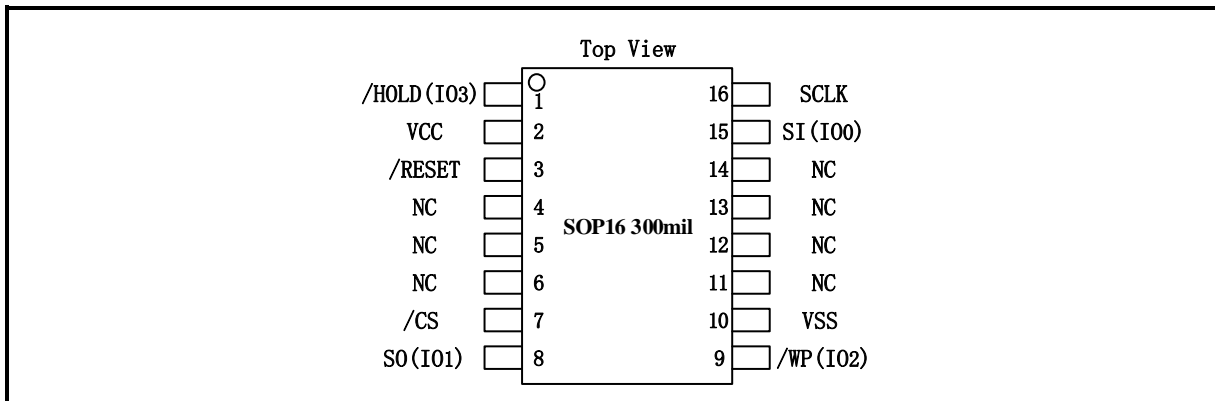 Top View
/HOLD(IO3) 1 16 SCLK
VCC 2 15 SI(IO0)
/RESET 3 14 NC
NC 4 13 NC
SOP16 300mil
NC 5 12 NC
NC 6 11 NC
/CS 7 10 VSS
SO(IO1) 8 9 /WP(IO2)